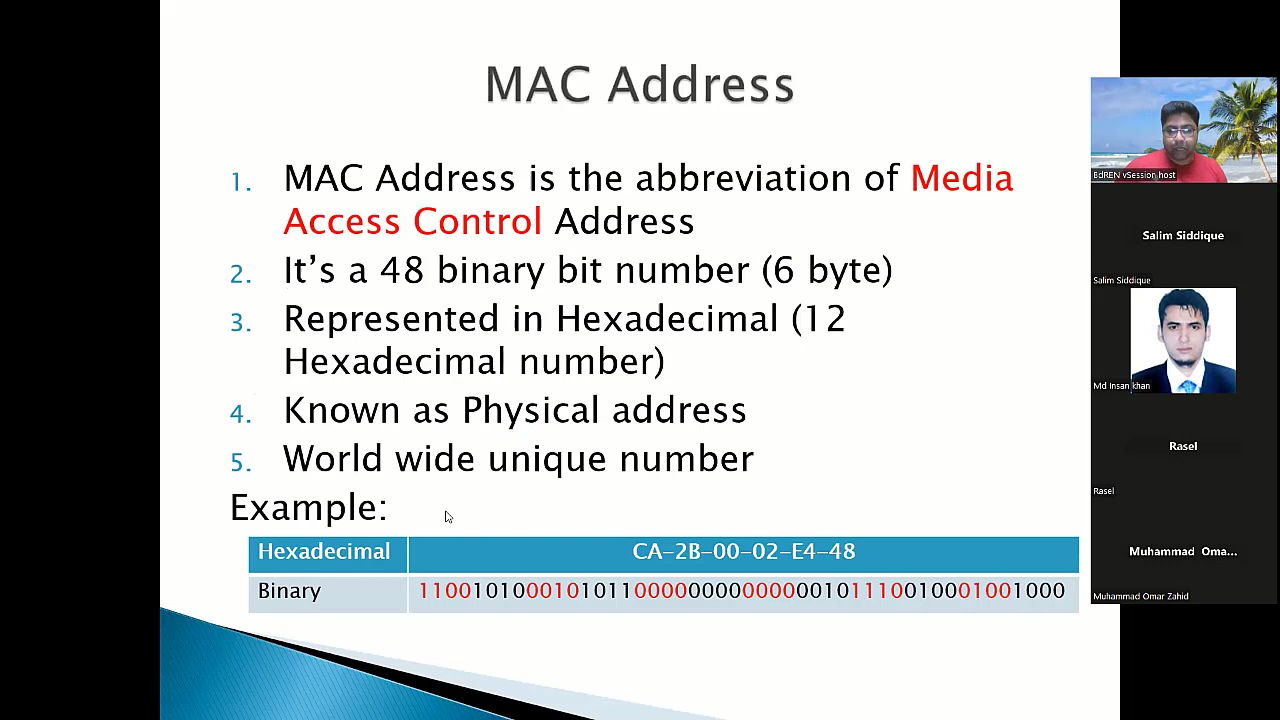 MAC Address
1. MAC Address is the abbreviation of Media
Access Control Address
2. It’s a 48 binary bit number (6 byte)
3. Represented in Hexadecimal (12
Hexadecimal number)
4. Known as Physical address
5. World wide unique number
Example:
Hexadecimal CA-2B-00-02-E4-48
Binary 110010100010101100000000000000101110010001001000
BdREN vSession host
Salim Siddique
Salim Siddique
Md Insan khan
Rasel
Rasel
Muhammad Oma...
Muhammad Omar Zahid